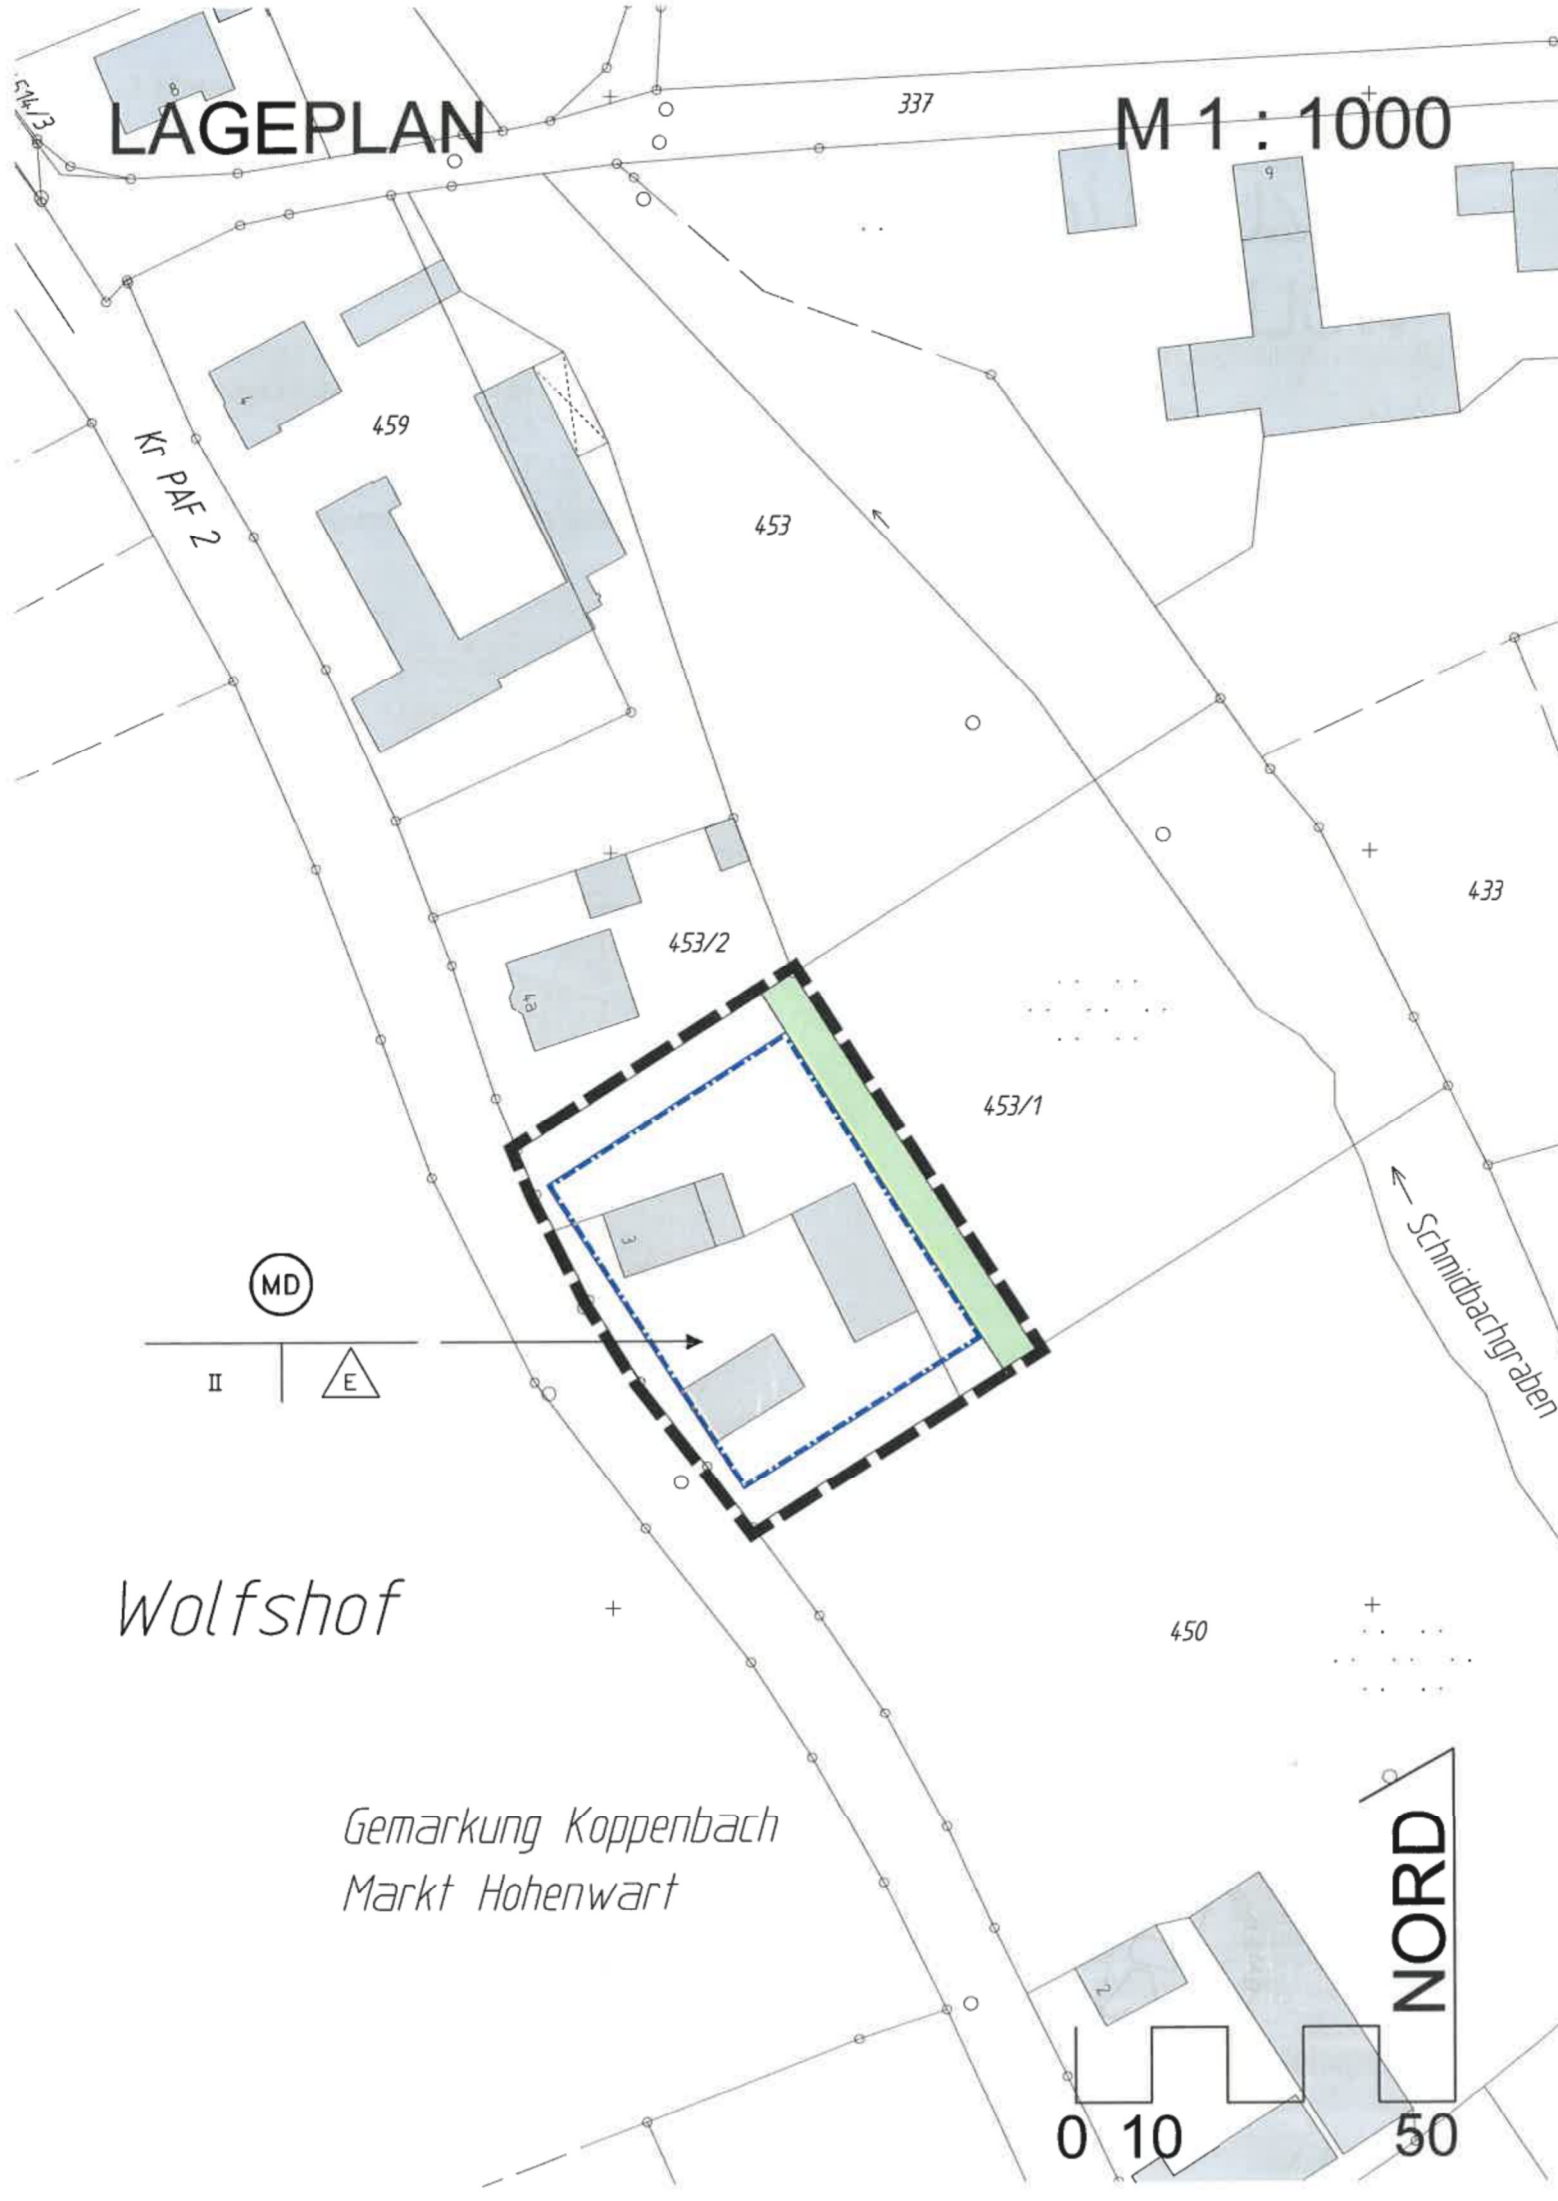 514/3
8
LAGEPLAN
337
M 1 : 1000
9
4
459
Kr PAF 2
453
433
453/2
4a
453/1
3
MD
II
E
Schmidbachgraben
Wolfshof
450
Gemarkung Koppenbach
Markt Hohenwart
NORD
2
0 10 50